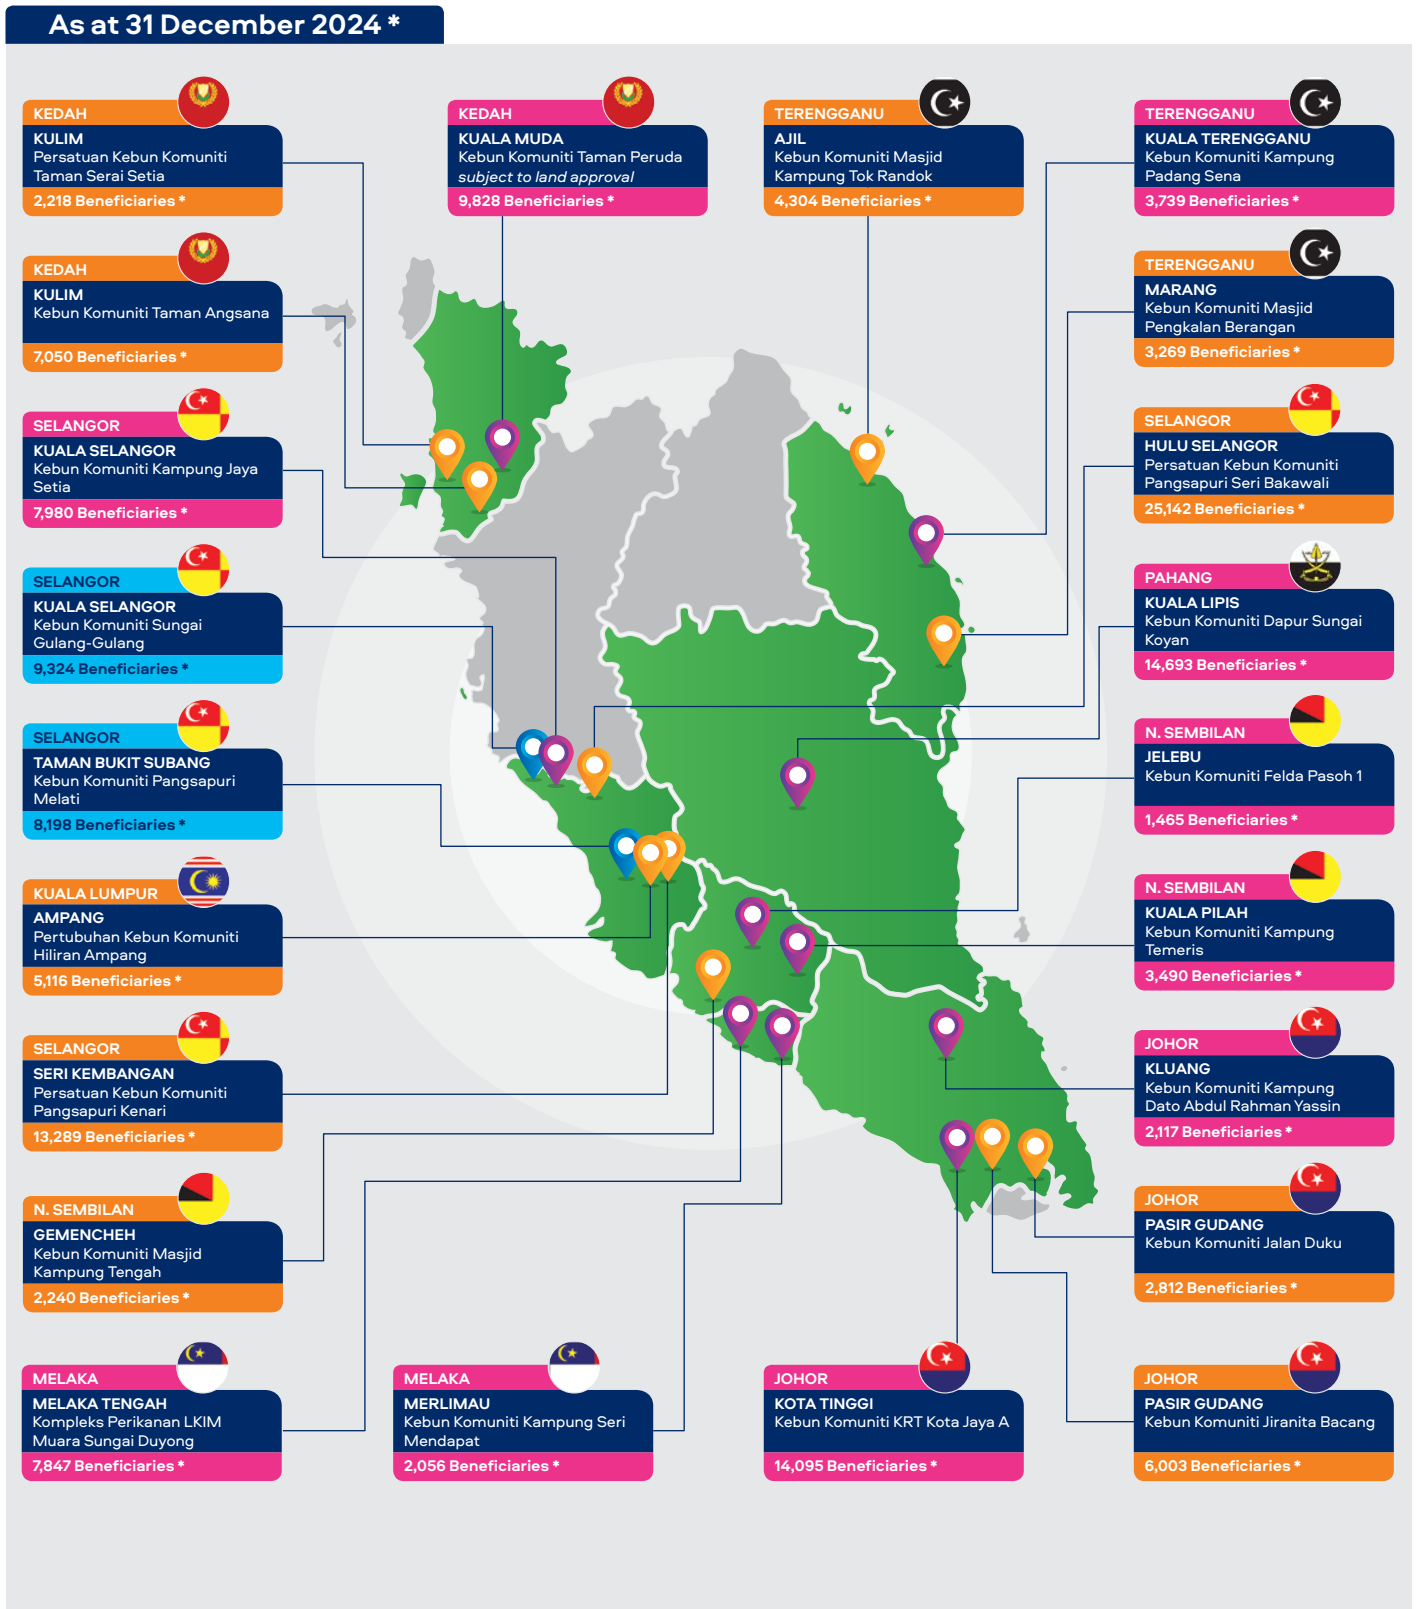 As at 31 December 2024 *
KEDAH
KULIM
Persatuan Kebun Komuniti
Taman Serai Setia
2,218 Beneficiaries *
KEDAH
KUALA MUDA
Kebun Komuniti Taman Peruda
subject to land approval
9,828 Beneficiaries *
TERENGGANU
AJIL
Kebun Komuniti Masjid
Kampung Tok Randok
4,304 Beneficiaries *
TERENGGANU
KUALA TERENGGANU
Kebun Komuniti Kampung
Padang Sena
3,739 Beneficiaries *
KEDAH
KULIM
Kebun Komuniti Taman Angsana
7,050 Beneficiaries *
TERENGGANU
MARANG
Kebun Komuniti Masjid
Pengkalan Berangan
3,269 Beneficiaries *
SELANGOR
KUALA SELANGOR
Kebun Komuniti Kampung Jaya
Setia
7,980 Beneficiaries *
SELANGOR
HULU SELANGOR
Persatuan Kebun Komuniti
Pangsapuri Seri Bakawali
25,142 Beneficiaries *
SELANGOR
KUALA SELANGOR
Kebun Komuniti Sungai
Gulang-Gulang
9,324 Beneficiaries *
PAHANG
KUALA LIPIS
Kebun Komuniti Dapur Sungai
Koyan
14,693 Beneficiaries *
SELANGOR
TAMAN BUKIT SUBANG
Kebun Komuniti Pangsapuri
Melati
8,198 Beneficiaries *
N. SEMBILAN
JELEBU
Kebun Komuniti Felda Pasoh 1
1,465 Beneficiaries *
KUALA LUMPUR
AMPANG
Pertubuhan Kebun Komuniti
Hiliran Ampang
5,116 Beneficiaries *
N. SEMBILAN
KUALA PILAH
Kebun Komuniti Kampung
Temeris
3,490 Beneficiaries *
SELANGOR
SERI KEMBANGAN
Persatuan Kebun Komuniti
Pangsapuri Kenari
13,289 Beneficiaries *
JOHOR
KLUANG
Kebun Komuniti Kampung
Dato Abdul Rahman Yassin
2,117 Beneficiaries *
N. SEMBILAN
GEMENCHEH
Kebun Komuniti Masjid
Kampung Tengah
2,240 Beneficiaries *
JOHOR
PASIR GUDANG
Kebun Komuniti Jalan Duku
2,812 Beneficiaries *
MELAKA
MELAKA TENGAH
Kompleks Perikanan LKIM
Muara Sungai Duyong
7,847 Beneficiaries *
MELAKA
MERLIMAU
Kebun Komuniti Kampung Seri
Mendapat
2,056 Beneficiaries *
JOHOR
KOTA TINGGI
Kebun Komuniti KRT Kota Jaya A
14,095 Beneficiaries *
JOHOR
PASIR GUDANG
Kebun Komuniti Jiranita Bacang
6,003 Beneficiaries *